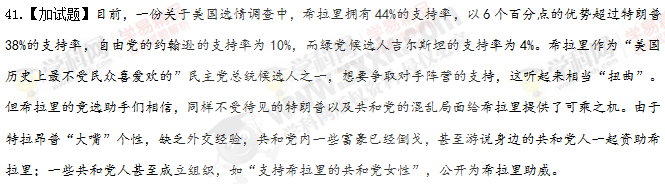 41.【加试题】目前，一份关于美国选情调查中，希拉里拥有44%的支持率，以6个百分点的优势超过特朗普
38%的支持率，自由党的约翰逊的支持率为10%，而绿党候选人吉尔斯坦的支持率为4%。希拉里作为“美国
历史上最不受民众喜爱欢的”民主党总统候选人之一，想要争取对手阵营的支持，这听起来相当“扭曲”。
但希拉里的竞选助手们相信，同样不受待见的特朗普以及共和党的混乱局面给希拉里提供了可乘之机。由于
特拉昂普“大嘴”个性，缺乏外交经验，共和党内一些富豪已经倒戈，甚至游说身边的共和党人一起资助希
拉里；一些共和党人甚至成立组织，如“支持希拉里的共和党女性”，公开为希拉里助威。